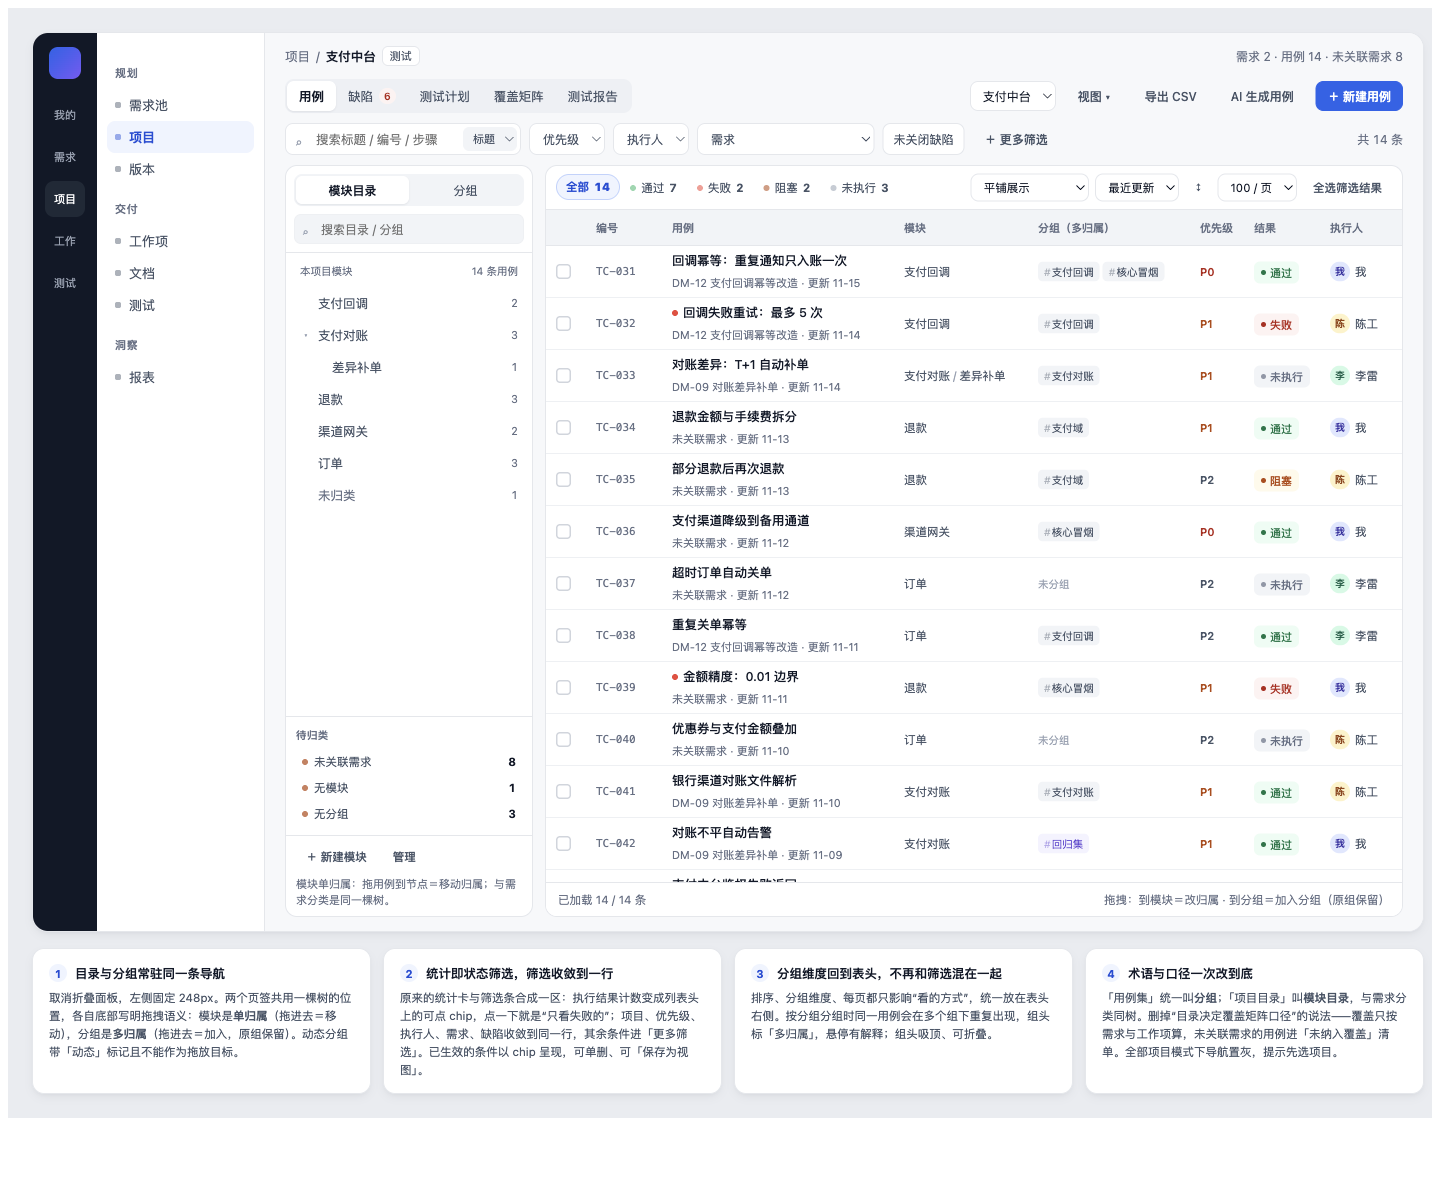 项目 / 支付中台 测试
需求 2 · 用例 14 · 未关联需求 8
我的
需求
项目
工作
测试
规划
需求池
项目
版本
交付
工作项
文档
测试
洞察
报表
用例 缺陷 6 测试计划 覆盖矩阵 测试报告
支付中台 视图 ▾ 导出 CSV AI 生成用例 ＋ 新建用例
搜索标题 / 编号 / 步骤 标题 优先级 执行人 需求 未关闭缺陷 ＋ 更多筛选 共 14 条
模块目录 分组
搜索目录 / 分组
本项目模块 14 条用例
支付回调 2
支付对账 3
差异补单 1
退款 3
渠道网关 2
订单 3
未归类 1
待归类
未关联需求 8
无模块 1
无分组 3
＋ 新建模块 管理
模块单归属：拖用例到节点＝移动归属；与需
求分类是同一棵树。
全部 14 通过 7 失败 2 阻塞 2 未执行 3 平铺展示 最近更新 ↕ 100 / 页 全选筛选结果
编号 用例 模块 分组（多归属） 优先级 结果 执行人
TC-031 回调幂等：重复通知只入账一次 支付回调 #支付回调 #核心冒烟 P0 通过 我 我
DM-12 支付回调幂等改造 · 更新 11-15
TC-032 回调失败重试：最多 5 次 支付回调 #支付回调 P1 失败 陈 陈工
DM-12 支付回调幂等改造 · 更新 11-14
TC-033 对账差异：T+1 自动补单 支付对账 / 差异补单 #支付对账 P1 未执行 李 李雷
DM-09 对账差异补单 · 更新 11-14
TC-034 退款金额与手续费拆分 退款 #支付域 P1 通过 我 我
未关联需求 · 更新 11-13
TC-035 部分退款后再次退款 退款 #支付域 P2 阻塞 陈 陈工
未关联需求 · 更新 11-13
TC-036 支付渠道降级到备用通道 渠道网关 #核心冒烟 P0 通过 我 我
未关联需求 · 更新 11-12
TC-037 超时订单自动关单 订单 未分组 P2 未执行 李 李雷
未关联需求 · 更新 11-12
TC-038 重复关单幂等 订单 #支付回调 P2 通过 李 李雷
DM-12 支付回调幂等改造 · 更新 11-11
TC-039 金额精度：0.01 边界 退款 #核心冒烟 P1 失败 我 我
未关联需求 · 更新 11-11
TC-040 优惠券与支付金额叠加 订单 未分组 P2 未执行 陈 陈工
未关联需求 · 更新 11-10
TC-041 银行渠道对账文件解析 支付对账 #支付对账 P1 通过 陈 陈工
DM-09 对账差异补单 · 更新 11-10
TC-042 对账不平自动告警 支付对账 #回归集 P1 通过 我 我
DM-09 对账差异补单 · 更新 11-09
已加载 14 / 14 条 拖拽：到模块＝改归属 · 到分组＝加入分组（原组保留）
1 目录与分组常驻同一条导航
取消折叠面板，左侧固定 248px。两个页签共用一棵树的位
置，各自底部写明拖拽语义：模块是单归属（拖进去＝移
动），分组是多归属（拖进去＝加入，原组保留）。动态分组
带「动态」标记且不能作为拖放目标。
2 统计即状态筛选，筛选收敛到一行
原来的统计卡与筛选条合成一区：执行结果计数变成列表头
上的可点 chip，点一下就是“只看失败的”；项目、优先级、
执行人、需求、缺陷收敛到同一行，其余条件进「更多筛
选」。已生效的条件以 chip 呈现，可单删、可「保存为视
图」。
3 分组维度回到表头，不再和筛选混在一起
排序、分组维度、每页都只影响“看的方式”，统一放在表头
右侧。按分组分组时同一用例会在多个组下重复出现，组头
标「多归属」，悬停有解释；组头吸顶、可折叠。
4 术语与口径一次改到底
「用例集」统一叫分组；「项目目录」叫模块目录，与需求分
类同树。删掉“目录决定覆盖矩阵口径”的说法——覆盖只按
需求与工作项算，未关联需求的用例进「未纳入覆盖」清
单。全部项目模式下导航置灰，提示先选项目。